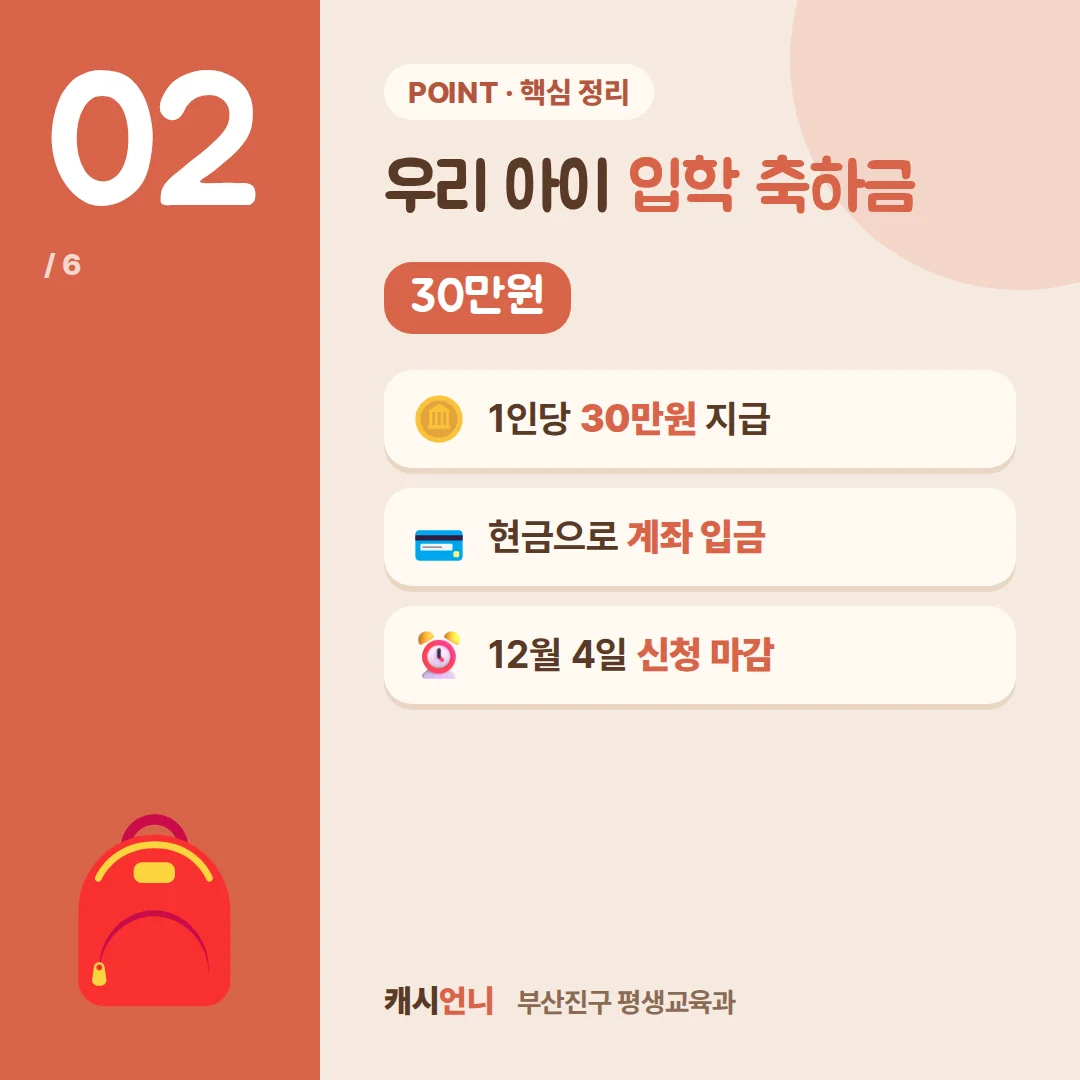 02
/ 6
POINT · 핵심 정리
우리 아이 입학 축하금
30만원
1인당 30만원 지급
현금으로 계좌 입금
12월 4일 신청 마감
캐시언니 부산진구 평생교육과